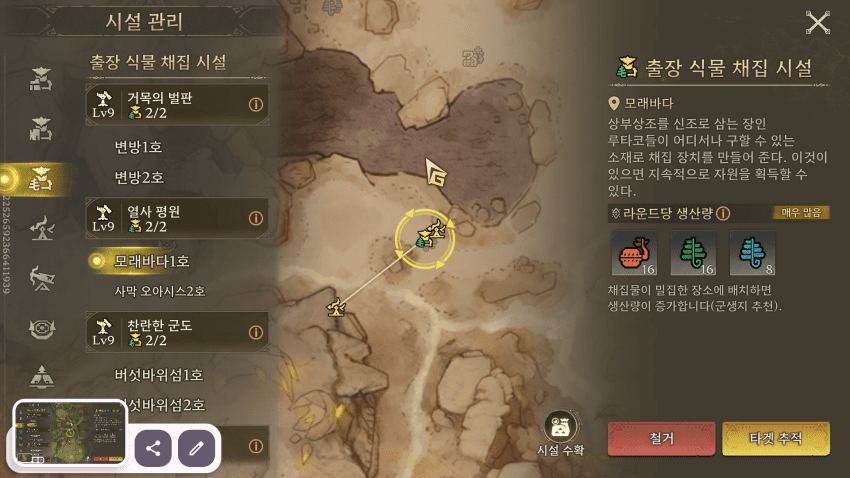 시설 관리
출장 식물 채집 시설
거목의 벌판
Lv9
2/2
변방1호
변방2호
열사 평원
Lv9
2/2
모래바다1호
사막 오아시스2호
찬란한 군도
Lv9
2/2
버섯바위섬1호
버섯바위섬2호
시설 수확
출장 식물 채집 시설
모래바다
상부상조를 신조로 삼는 장인
루타코들이 어디서나 구할 수 있는
소재로 채집 장치를 만들어 준다. 이것이
있으면 지속적으로 자원을 획득할 수
있다.
라운드당 생산량
매우 많음
16
16
8
채집물이 밀집한 장소에 배치하면
생산량이 증가합니다(군생지 추천).
철거
타겟 추적